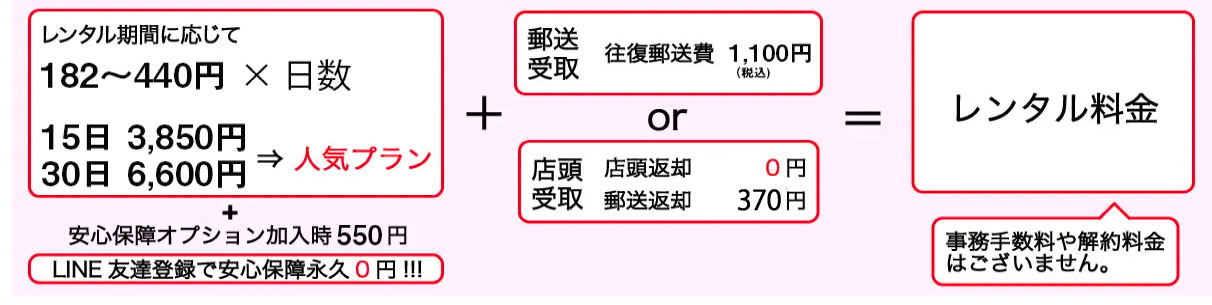 レンタル期間に応じて
182〜440円 × 日数
15日 3,850円
30日 6,600円
⇒ 人気プラン
+
安心保障オプション加入時 550円
LINE 友達登録で安心保障永久 0円 !!!
+
郵送
受取
往復郵送費 1,100円
(税込)
or
店頭
受取
店頭返却 0円
郵送返却 370円
=
レンタル料金
事務手数料や解約料金
はございません。